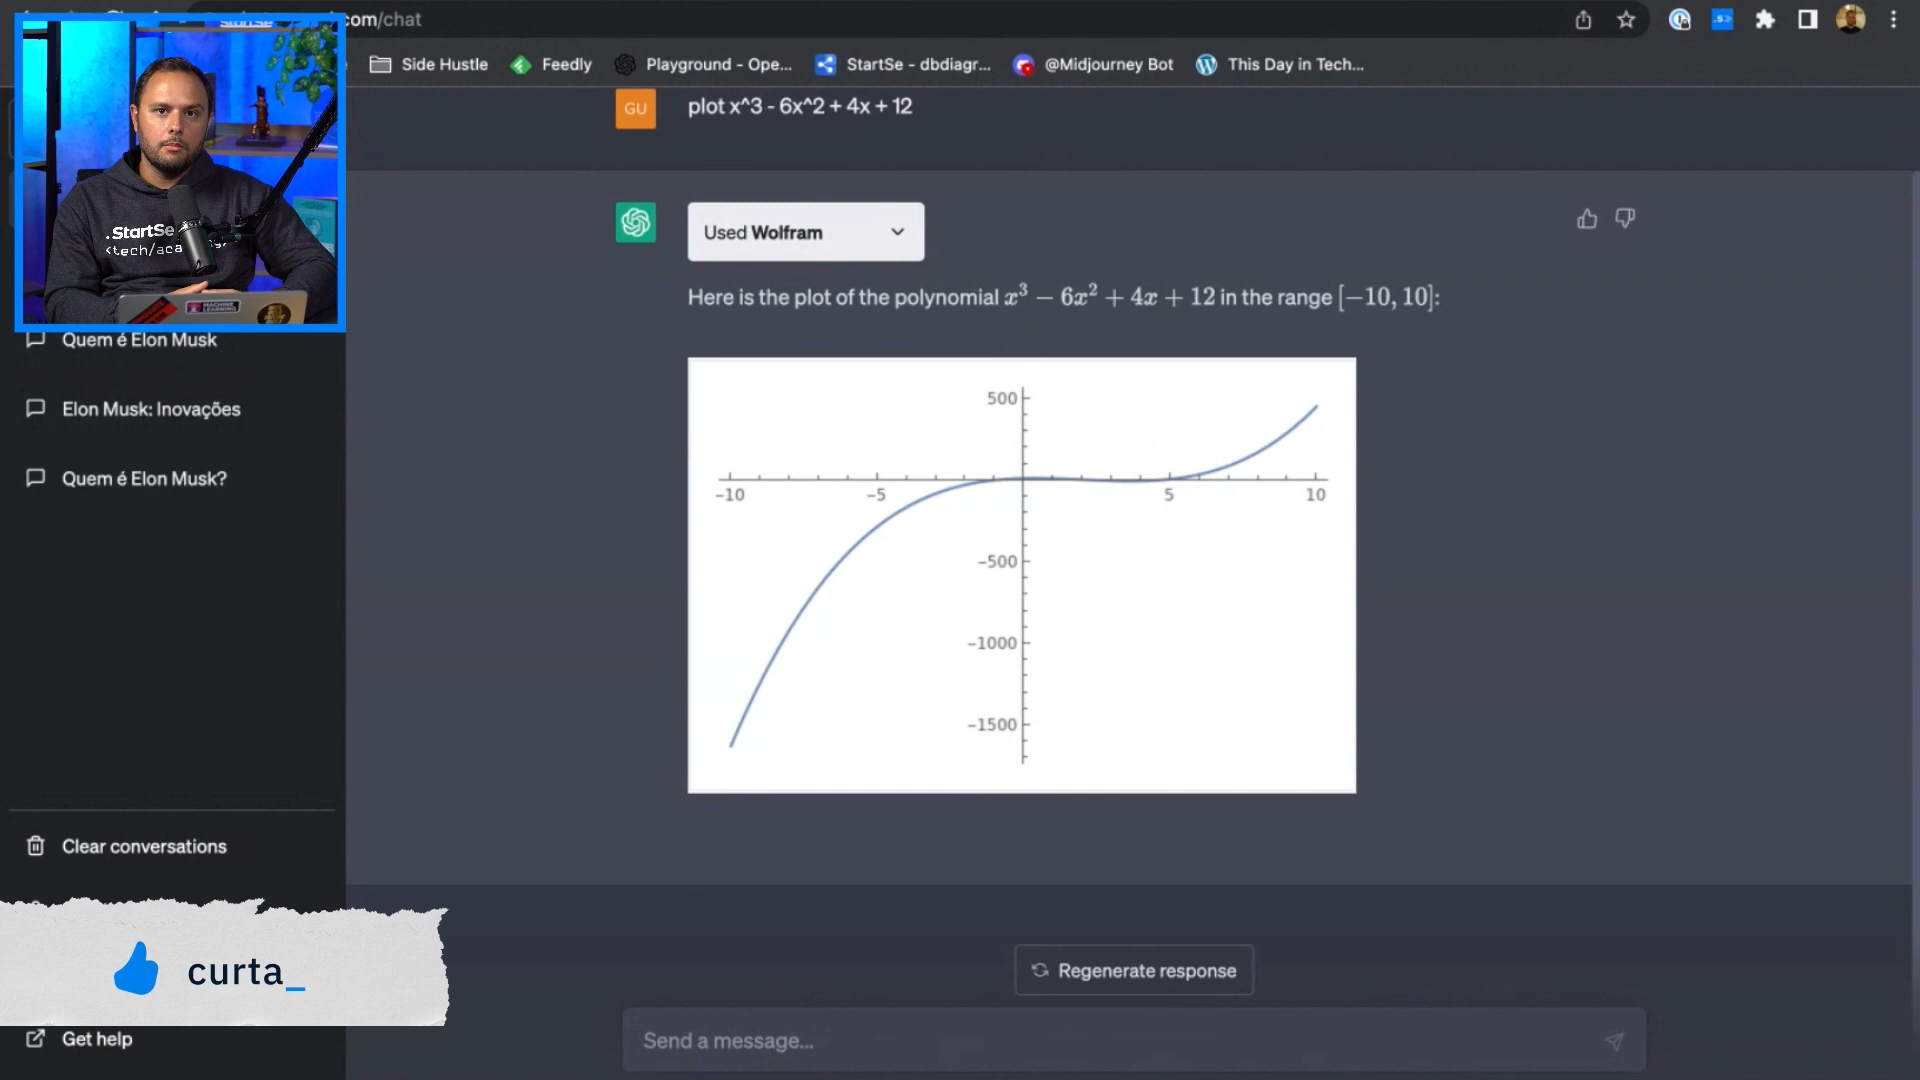 com/chat
Side Hustle
Feedly
Playground - Ope...
StartSe - dbdiagr...
@Midjourney Bot
This Day in Tech...
GU
plot x^3 - 6x^2 + 4x + 12
.StartSe
<tech/aca
MACHINE
LEARNING
Used Wolfram
Here is the plot of the polynomial x³ − 6x² + 4x + 12 in the range [−10, 10]:
500
−10
−5
5
10
−500
−1000
−1500
Quem é Elon Musk
Elon Musk: Inovações
Quem é Elon Musk?
Clear conversations
curta_
Get help
Regenerate response
Send a message...